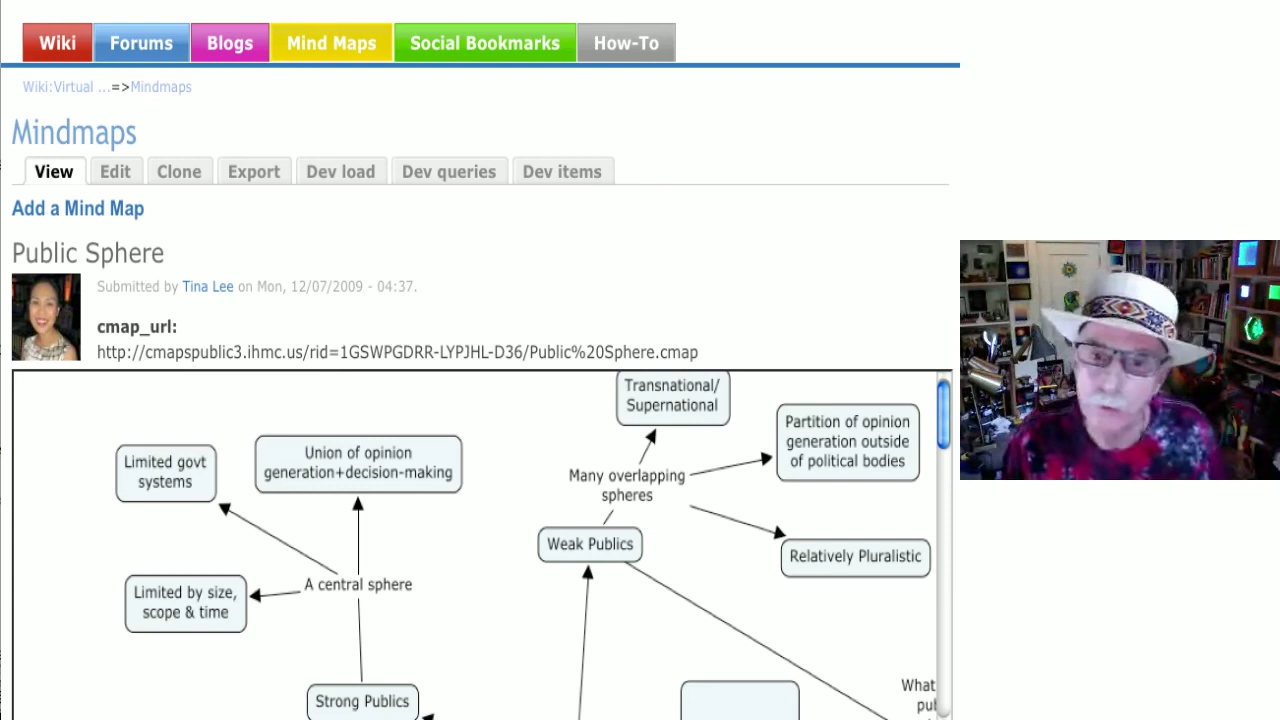 Wiki Forums Blogs Mind Maps Social Bookmarks How-To
Wiki:Virtual ...=>Mindmaps
Mindmaps
View Edit Clone Export Dev load Dev queries Dev items
Add a Mind Map
Public Sphere
Submitted by Tina Lee on Mon, 12/07/2009 - 04:37.
cmap_url:
http://cmapspublic3.ihmc.us/rid=1GSWPGDRR-LYPJHL-D36/Public%20Sphere.cmap
Transnational/
Supernational
Partition of opinion
generation outside
of political bodies
Union of opinion
generation+decision-making
Limited govt
systems
Many overlapping
spheres
Weak Publics
Relatively Pluralistic
A central sphere
Limited by size,
scope & time
Strong Publics
What
pul